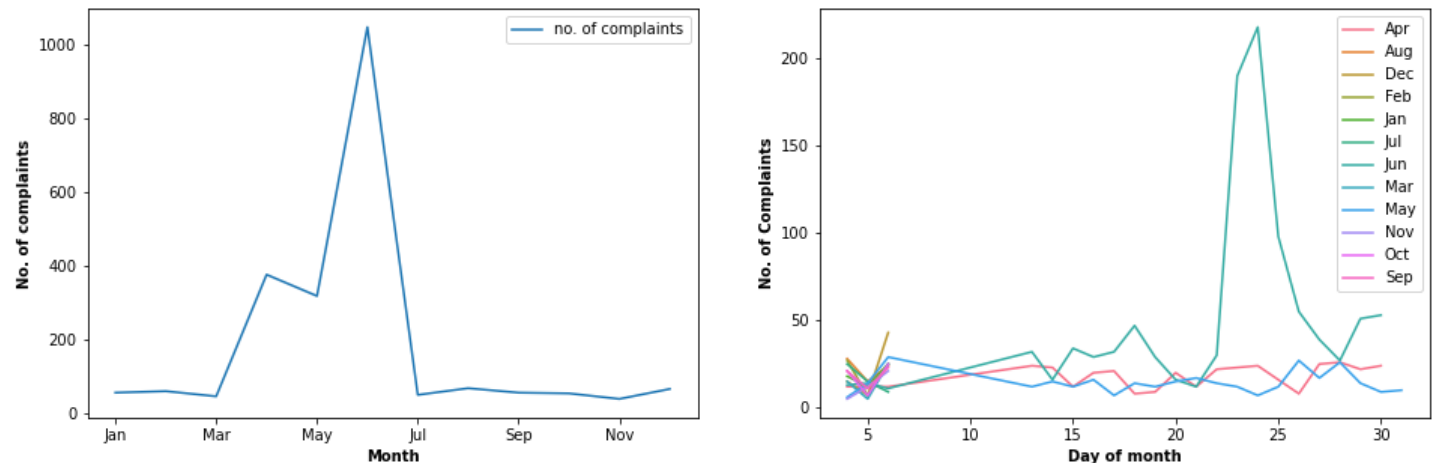 no. of complaints
1000
800
600
400
200
0
No. of complaints
Jan Mar May Jul Sep Nov
Month
Apr
Aug
Dec
Feb
Jan
Jul
Jun
Mar
May
Nov
Oct
Sep
200
150
100
50
0
No. of Complaints
5 10 15 20 25 30
Day of month